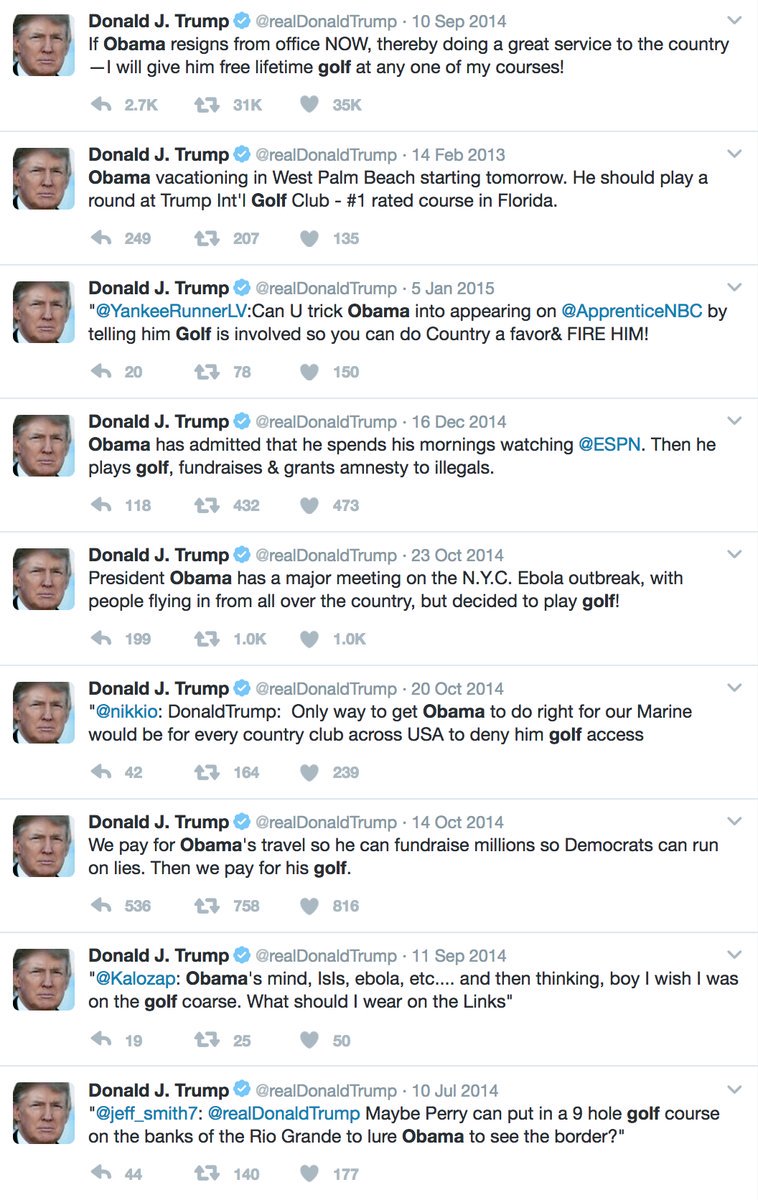 Donald J. Trump @realDonaldTrump · 10 Sep 2014
If Obama resigns from office NOW, thereby doing a great service to the country
—I will give him free lifetime golf at any one of my courses!
2.7K 31K 35K
Donald J. Trump @realDonaldTrump · 14 Feb 2013
Obama vacationing in West Palm Beach starting tomorrow. He should play a
round at Trump Int'l Golf Club - #1 rated course in Florida.
249 207 135
Donald J. Trump @realDonaldTrump · 5 Jan 2015
"@YankeeRunnerLV:Can U trick Obama into appearing on @ApprenticeNBC by
telling him Golf is involved so you can do Country a favor& FIRE HIM!
20 78 150
Donald J. Trump @realDonaldTrump · 16 Dec 2014
Obama has admitted that he spends his mornings watching @ESPN. Then he
plays golf, fundraises & grants amnesty to illegals.
118 432 473
Donald J. Trump @realDonaldTrump · 23 Oct 2014
President Obama has a major meeting on the N.Y.C. Ebola outbreak, with
people flying in from all over the country, but decided to play golf!
199 1.0K 1.0K
Donald J. Trump @realDonaldTrump · 20 Oct 2014
"@nikkio: DonaldTrump: Only way to get Obama to do right for our Marine
would be for every country club across USA to deny him golf access
42 164 239
Donald J. Trump @realDonaldTrump · 14 Oct 2014
We pay for Obama's travel so he can fundraise millions so Democrats can run
on lies. Then we pay for his golf.
536 758 816
Donald J. Trump @realDonaldTrump · 11 Sep 2014
"@Kalozap: Obama's mind, IsIs, ebola, etc.... and then thinking, boy I wish I was
on the golf coarse. What should I wear on the Links"
19 25 50
Donald J. Trump @realDonaldTrump · 10 Jul 2014
"@jeff_smith7: @realDonaldTrump Maybe Perry can put in a 9 hole golf course
on the banks of the Rio Grande to lure Obama to see the border?"
44 140 177